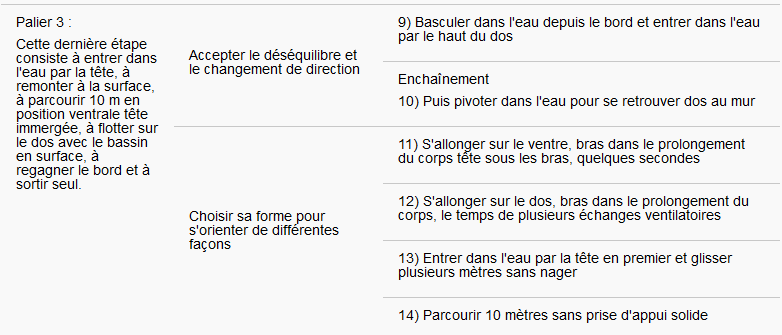 Palier 3 :
Cette dernière étape
consiste à entrer dans
l'eau par la tête, à
remonter à la surface,
à parcourir 10 m en
position ventrale tête
immergée, à flotter sur
le dos avec le bassin
en surface, à
regagner le bord et à
sortir seul.
Accepter le déséquilibre et
le changement de direction
9) Basculer dans l'eau depuis le bord et entrer dans l'eau
par le haut du dos
Enchaînement
10) Puis pivoter dans l'eau pour se retrouver dos au mur
Choisir sa forme pour
s'orienter de différentes
façons
11) S'allonger sur le ventre, bras dans le prolongement
du corps tête sous les bras, quelques secondes
12) S'allonger sur le dos, bras dans le prolongement du
corps, le temps de plusieurs échanges ventilatoires
13) Entrer dans l'eau par la tête en premier et glisser
plusieurs mètres sans nager
14) Parcourir 10 mètres sans prise d'appui solide